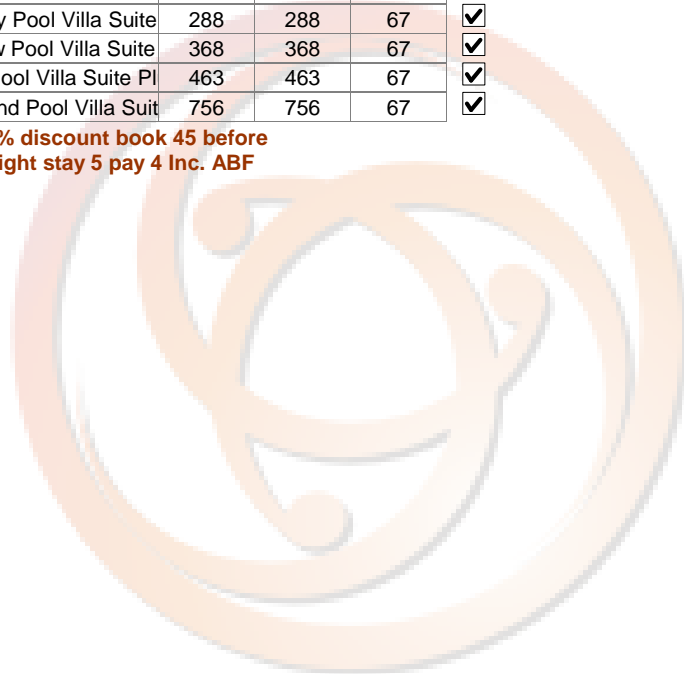 y Pool Villa Suite 288 288 67
w Pool Villa Suite 368 368 67
ool Villa Suite Pl 463 463 67
nd Pool Villa Suit 756 756 67
% discount book 45 before
ight stay 5 pay 4 Inc. ABF